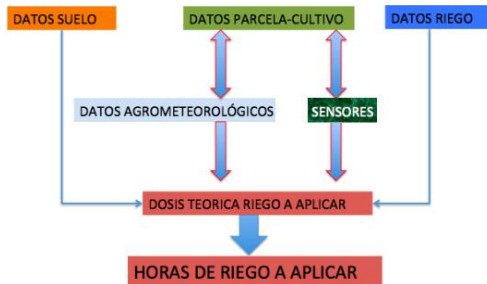 DATOS SUELO
DATOS PARCELA-CULTIVO
DATOS RIEGO
DATOS AGROMETEOROLÓGICOS
SENSORES
DOSIS TEORICA RIEGO A APLICAR
HORAS DE RIEGO A APLICAR